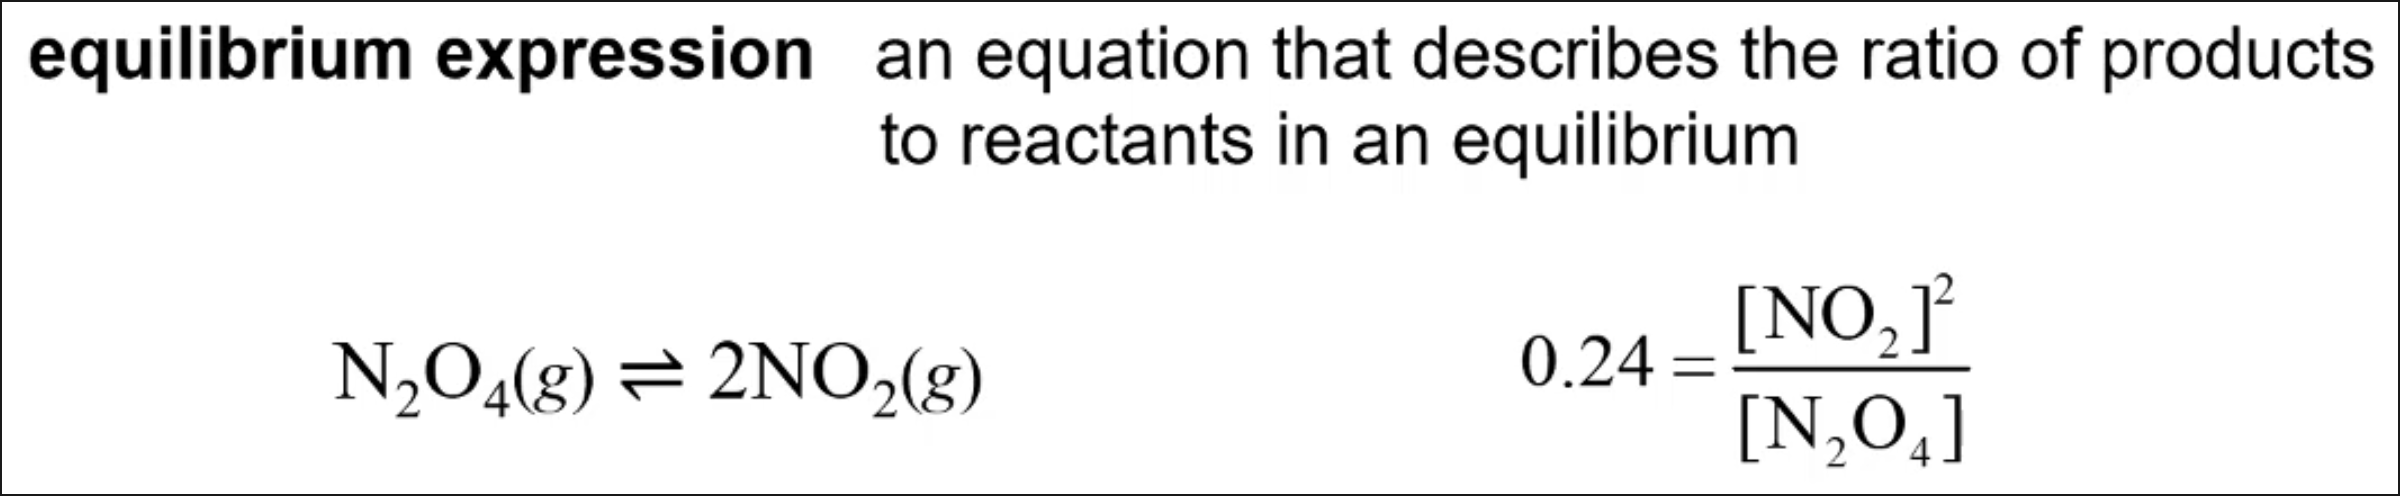 equilibrium expression an equation that describes the ratio of products
to reactants in an equilibrium
N₂O₄(g) ⇌ 2NO₂(g)
0.24 = [NO₂]² / [N₂O₄]